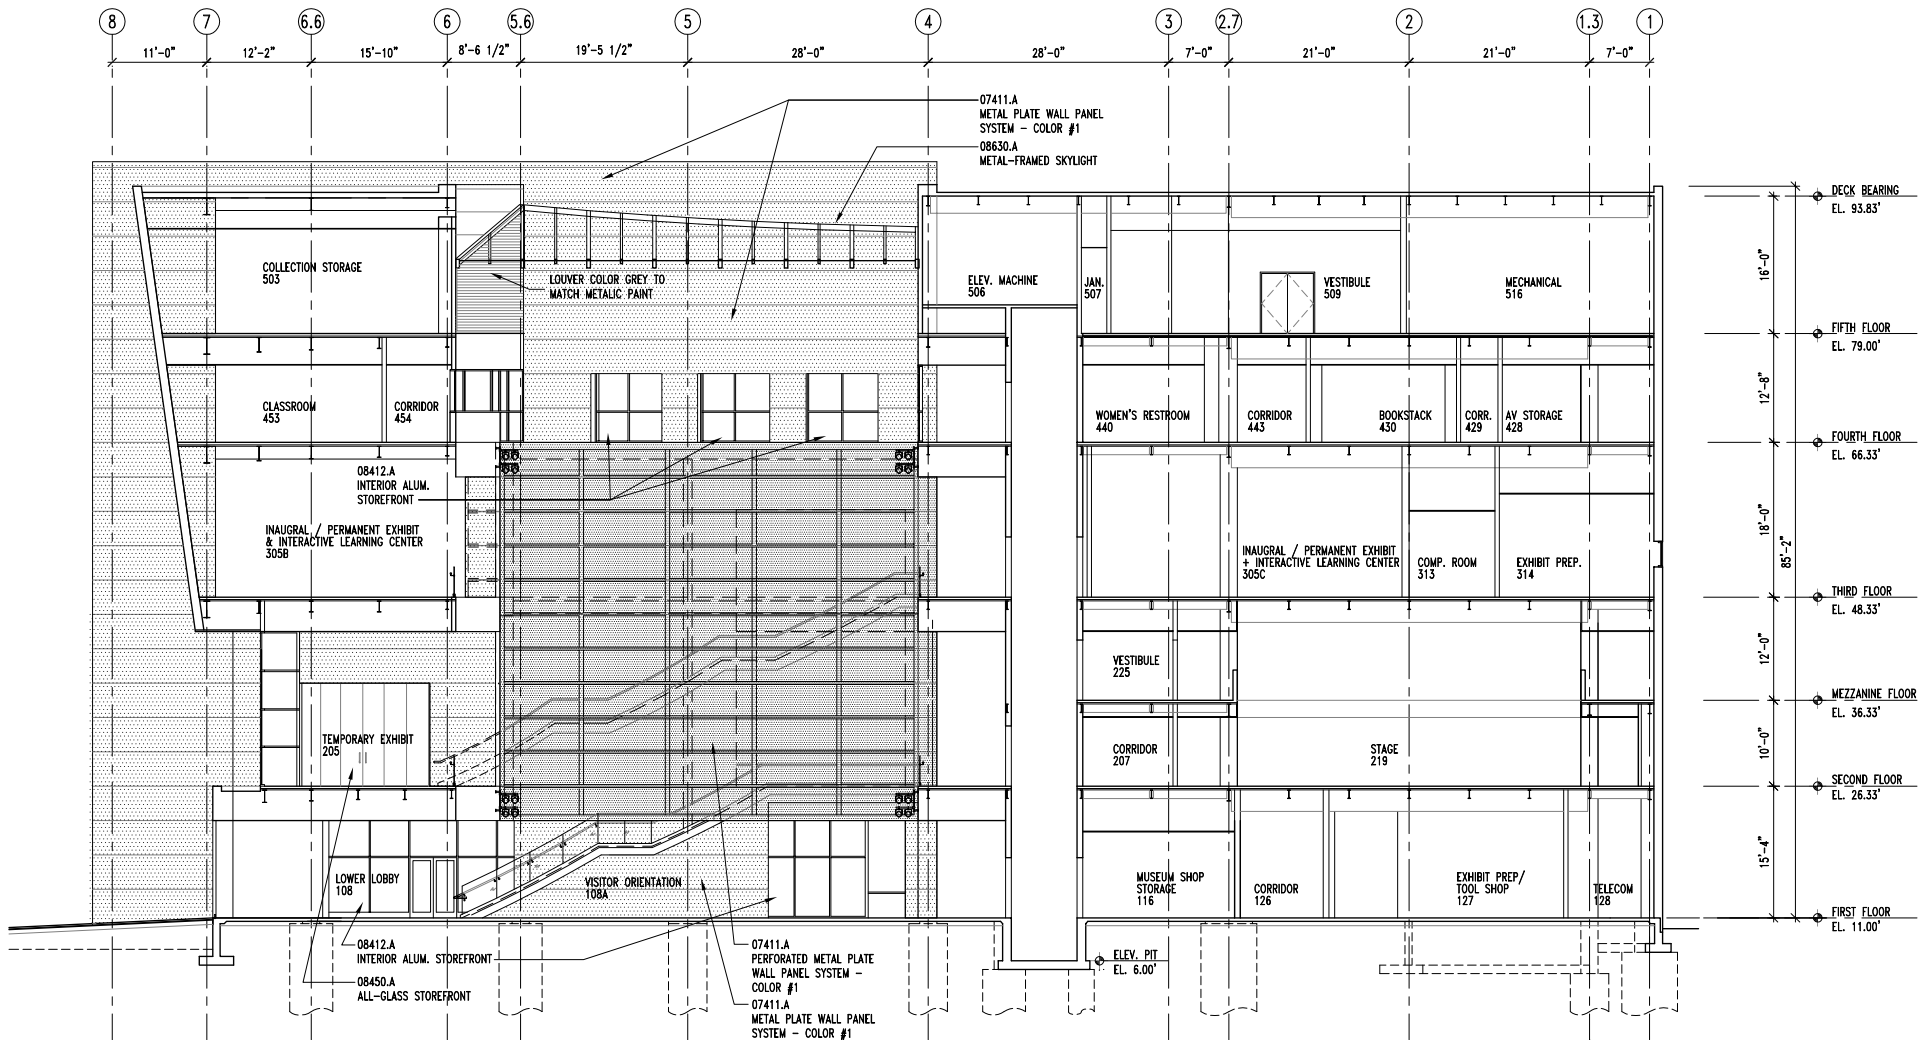 8 7 6.6 6 5.6 5 4 3 2.7 2 1.3 1
11'-0" 12'-2" 15'-10" 8'-6 1/2" 19'-5 1/2" 28'-0" 28'-0" 7'-0" 21'-0" 21'-0" 7'-0"
07411.A
METAL PLATE WALL PANEL
SYSTEM - COLOR #1
08630.A
METAL-FRAMED SKYLIGHT
DECK BEARING
EL. 93.83'
16'-0"
COLLECTION STORAGE
503
LOUVER COLOR GREY TO
MATCH METALIC PAINT
ELEV. MACHINE
506
JAN.
507
VESTIBULE
509
MECHANICAL
516
FIFTH FLOOR
EL. 79.00'
12'-8"
CLASSROOM
453
CORRIDOR
454
WOMEN'S RESTROOM
440
CORRIDOR
443
BOOKSTACK
430
CORR.
429
AV STORAGE
428
FOURTH FLOOR
EL. 66.33'
08412.A
INTERIOR ALUM.
STOREFRONT
18'-0"
85'-2"
INAUGRAL / PERMANENT EXHIBIT
& INTERACTIVE LEARNING CENTER
305B
INAUGRAL / PERMANENT EXHIBIT
+ INTERACTIVE LEARNING CENTER
305C
COMP. ROOM
313
EXHIBIT PREP.
314
THIRD FLOOR
EL. 48.33'
12'-0"
VESTIBULE
225
MEZZANINE FLOOR
EL. 36.33'
10'-0"
TEMPORARY EXHIBIT
205
CORRIDOR
207
STAGE
219
SECOND FLOOR
EL. 26.33'
15'-4"
LOWER LOBBY
108
VISITOR ORIENTATION
108A
MUSEUM SHOP
STORAGE
116
CORRIDOR
126
EXHIBIT PREP/
TOOL SHOP
127
TELECOM
128
FIRST FLOOR
EL. 11.00'
08412.A
INTERIOR ALUM. STOREFRONT
08450.A
ALL-GLASS STOREFRONT
07411.A
PERFORATED METAL PLATE
WALL PANEL SYSTEM -
COLOR #1
07411.A
METAL PLATE WALL PANEL
SYSTEM - COLOR #1
ELEV. PIT
EL. 6.00'